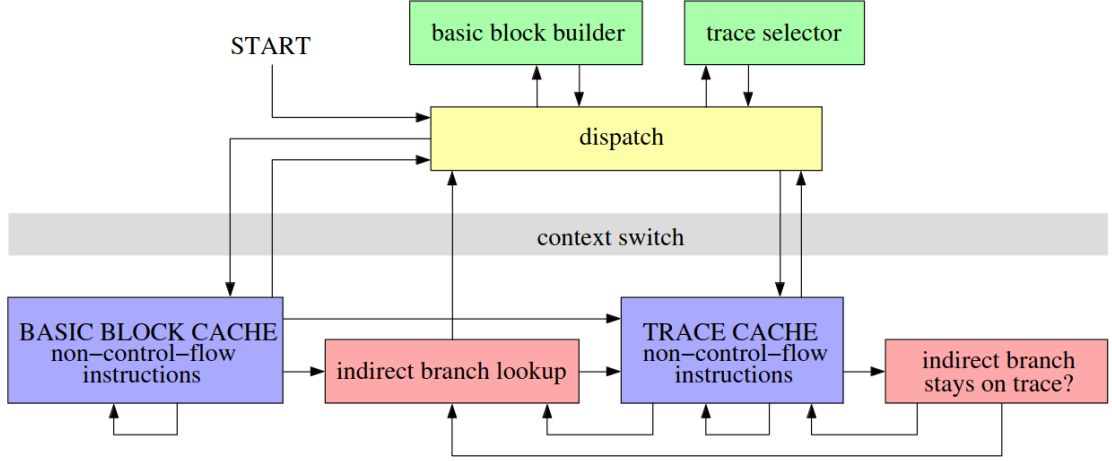 basic block builder
trace selector
START
dispatch
context switch
BASIC BLOCK CACHE
non−control−flow
instructions
indirect branch lookup
TRACE CACHE
non−control−flow
instructions
indirect branch
stays on trace?